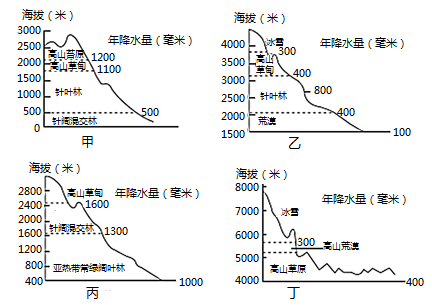 海拔（米）
年降水量（毫米）
3000
2500
2000
1500
1000
500
0
高山苔原
1200
高山草甸
1100
针叶林
500
针阔混交林
甲
海拔（米）
年降水量（毫米）
4500
4000
3500
3000
2500
2000
1500
冰雪
300
高山
草甸
400
针叶林
800
400
荒漠
100
乙
海拔（米）
年降水量（毫米）
2800
2400
2000
1600
1200
800
400
高山草甸
1600
针阔混交林
1300
亚热带常绿阔叶林
1000
丙
海拔（米）
年降水量（毫米）
8000
7000
6000
5000
4000
冰雪
300
高山荒漠
高山草原
400
丁